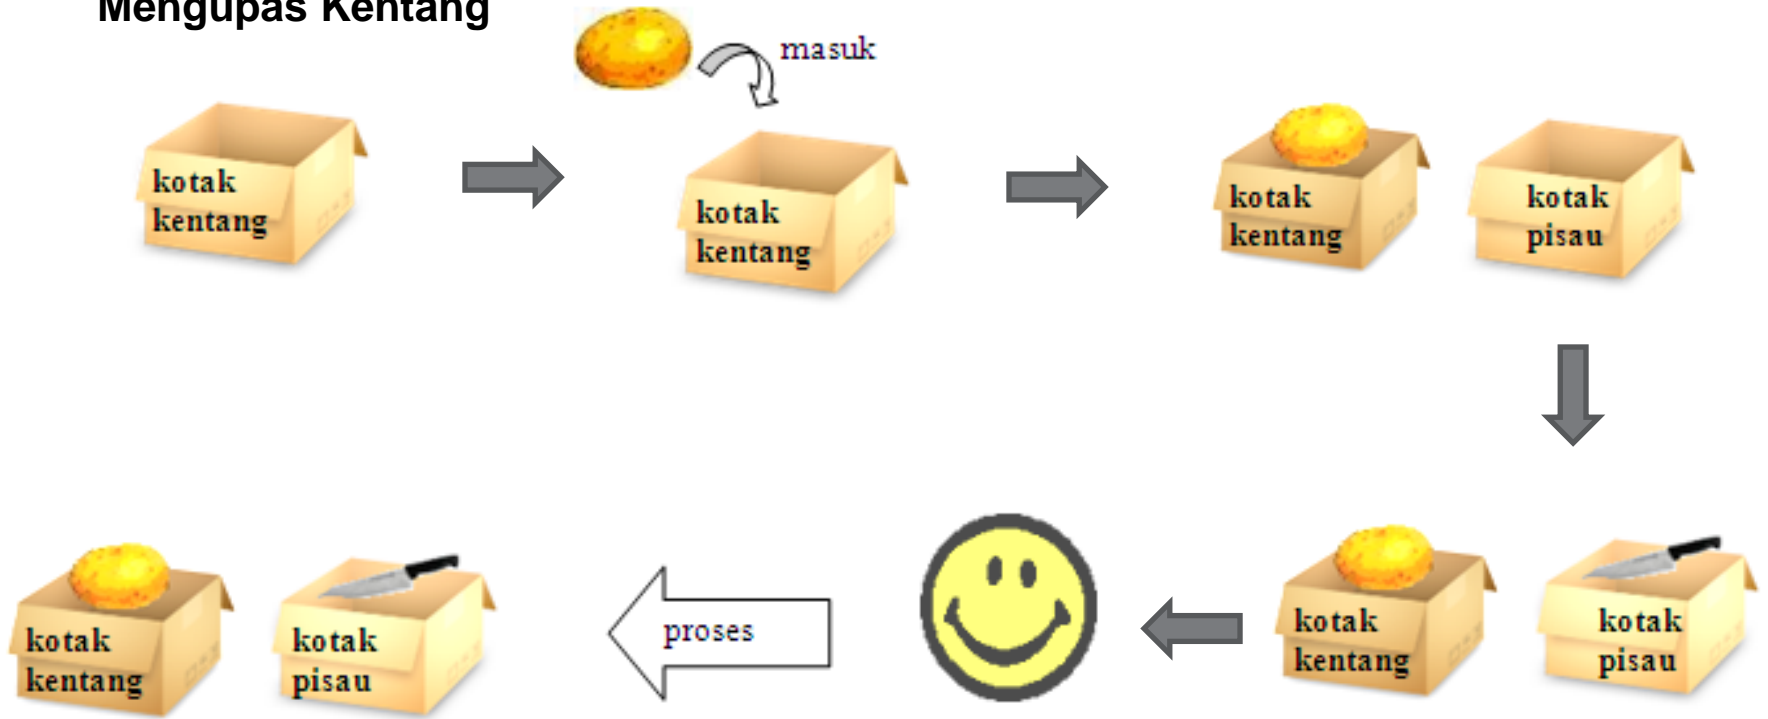 Mengupas Kentang
masuk
kotak
kentang
kotak
kentang
kotak
kentang
kotak
pisau
kotak
kentang
kotak
pisau
proses
kotak
kentang
kotak
pisau